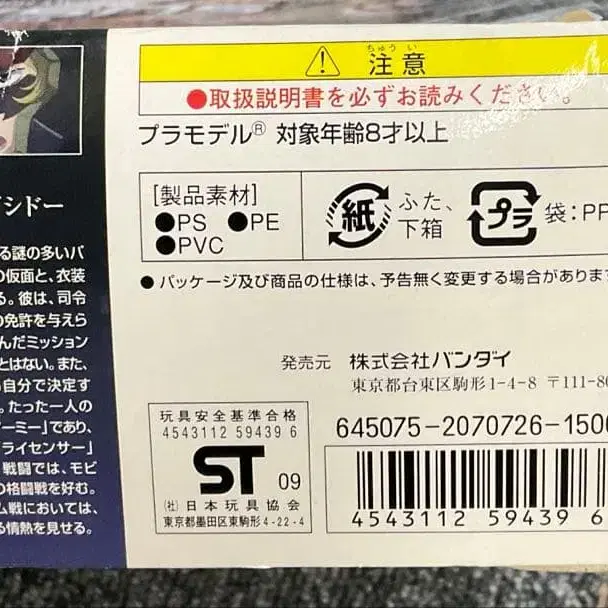 シドー
る謎の多いパ
の仮面と、衣装
る。彼は、司令
の免許を与えら
んだミッション
とはない。また、
自分で決定す
。たった一人の
アーミー」であり、
ライセンサー」
戦闘では、モビ
の格闘戦を好む。
ム戦においては、
る情熱を見せる。
ちゅう い
注意
●取扱説明書を必ずお読みください。
プラモデル® 対象年齢8才以上
[製品素材]
●PS ●PE
●PVC
紙 ふた、
下箱
プラ 袋:PP
● パッケージ及び商品の仕様は、予告無く変更する場合があります
発売元 株式会社バンダイ
東京都台東区駒形1-4-8 〒111-80
玩具安全基準合格
4543112 59439 6
ST 09
(社)日本玩具協会
東京都墨田区東駒形4-22-4
645075-2070726-1500
4543112 59439 6